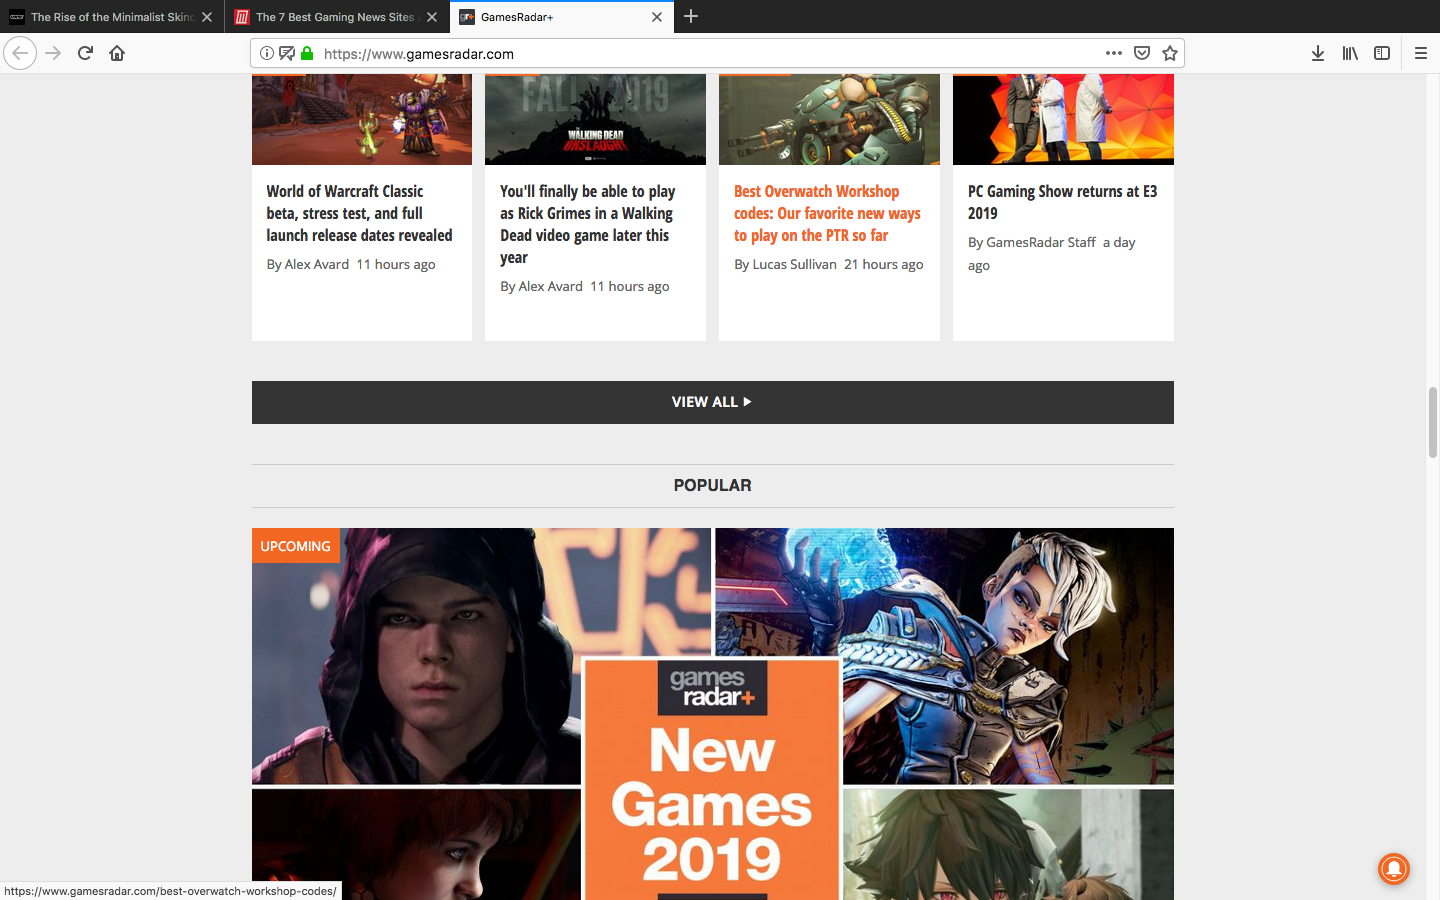 The Rise of the Minimalist Skinc
The 7 Best Gaming News Sites
GamesRadar+
https://www.gamesradar.com
FALL 2019
THE
WALKING DEAD
ONSLAUGHT
World of Warcraft Classic
beta, stress test, and full
launch release dates revealed
By Alex Avard 11 hours ago
You'll finally be able to play
as Rick Grimes in a Walking
Dead video game later this
year
By Alex Avard 11 hours ago
Best Overwatch Workshop
codes: Our favorite new ways
to play on the PTR so far
By Lucas Sullivan 21 hours ago
PC Gaming Show returns at E3
2019
By GamesRadar Staff a day
ago
VIEW ALL
POPULAR
UPCOMING
games
radar+
New
Games
2019
https://www.gamesradar.com/best-overwatch-workshop-codes/